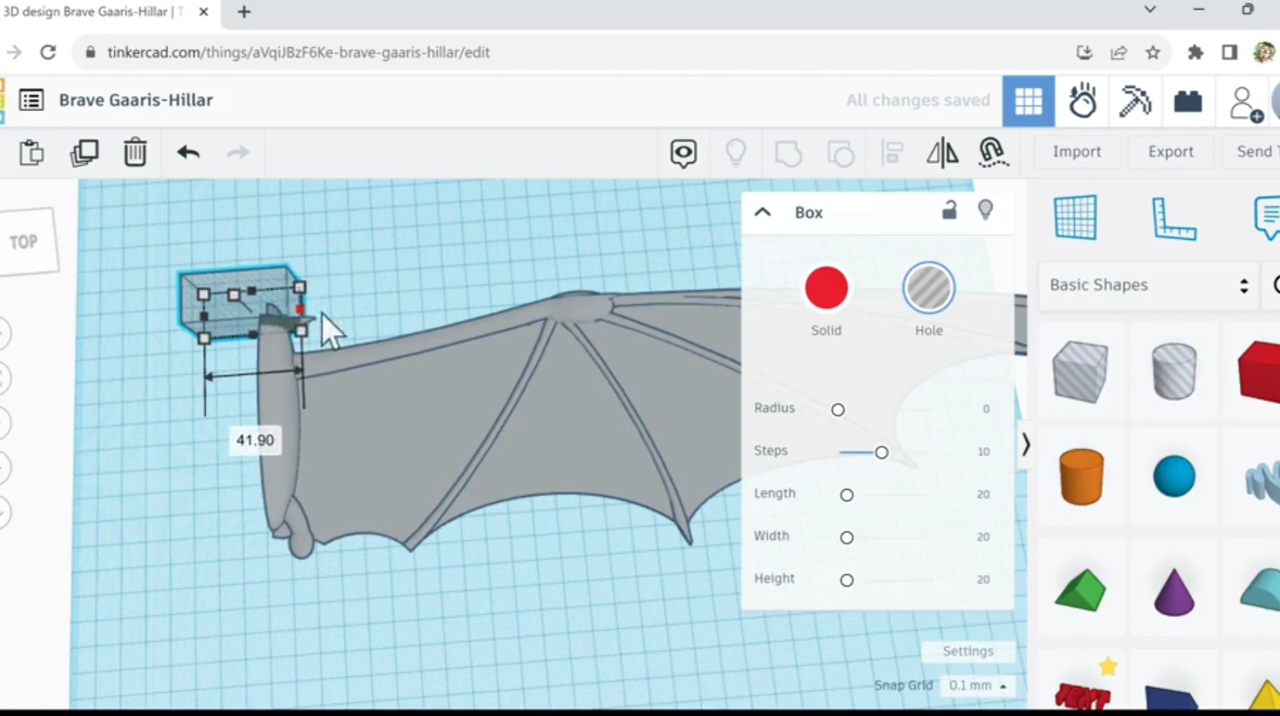 3D design Brave Gaaris-Hillar | T
tinkercad.com/things/aVqiJBzF6Ke-brave-gaaris-hillar/edit
Brave Gaaris-Hillar
All changes saved
Import
Export
Send T
TOP
Box
Solid
Hole
Radius 0
Steps 10
Length 20
Width 20
Height 20
41.90
Basic Shapes
Settings
Snap Grid 0.1 mm
TEXT